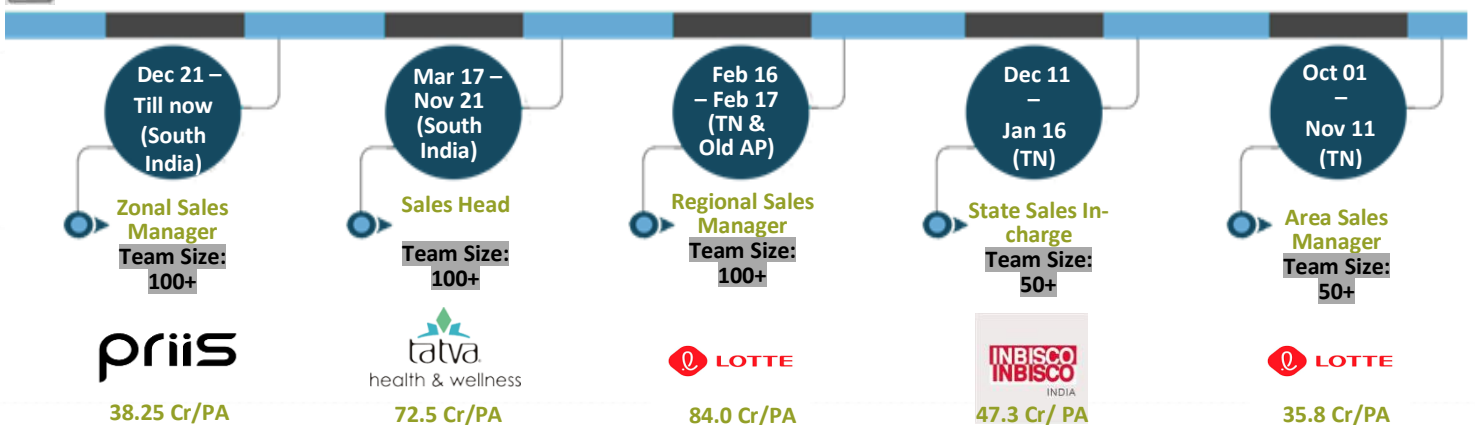 Dec 21 –
Till now
(South
India)
Zonal Sales
Manager
Team Size:
100+
priis
38.25 Cr/PA
Mar 17 –
Nov 21
(South
India)
Sales Head
Team Size:
100+
tatva
health & wellness
72.5 Cr/PA
Feb 16
– Feb 17
(TN &
Old AP)
Regional Sales
Manager
Team Size:
100+
LOTTE
84.0 Cr/PA
Dec 11
–
Jan 16
(TN)
State Sales In-
charge
Team Size:
50+
INBISCO
INBISCO
INDIA
47.3 Cr/ PA
Oct 01
–
Nov 11
(TN)
Area Sales
Manager
Team Size:
50+
LOTTE
35.8 Cr/PA